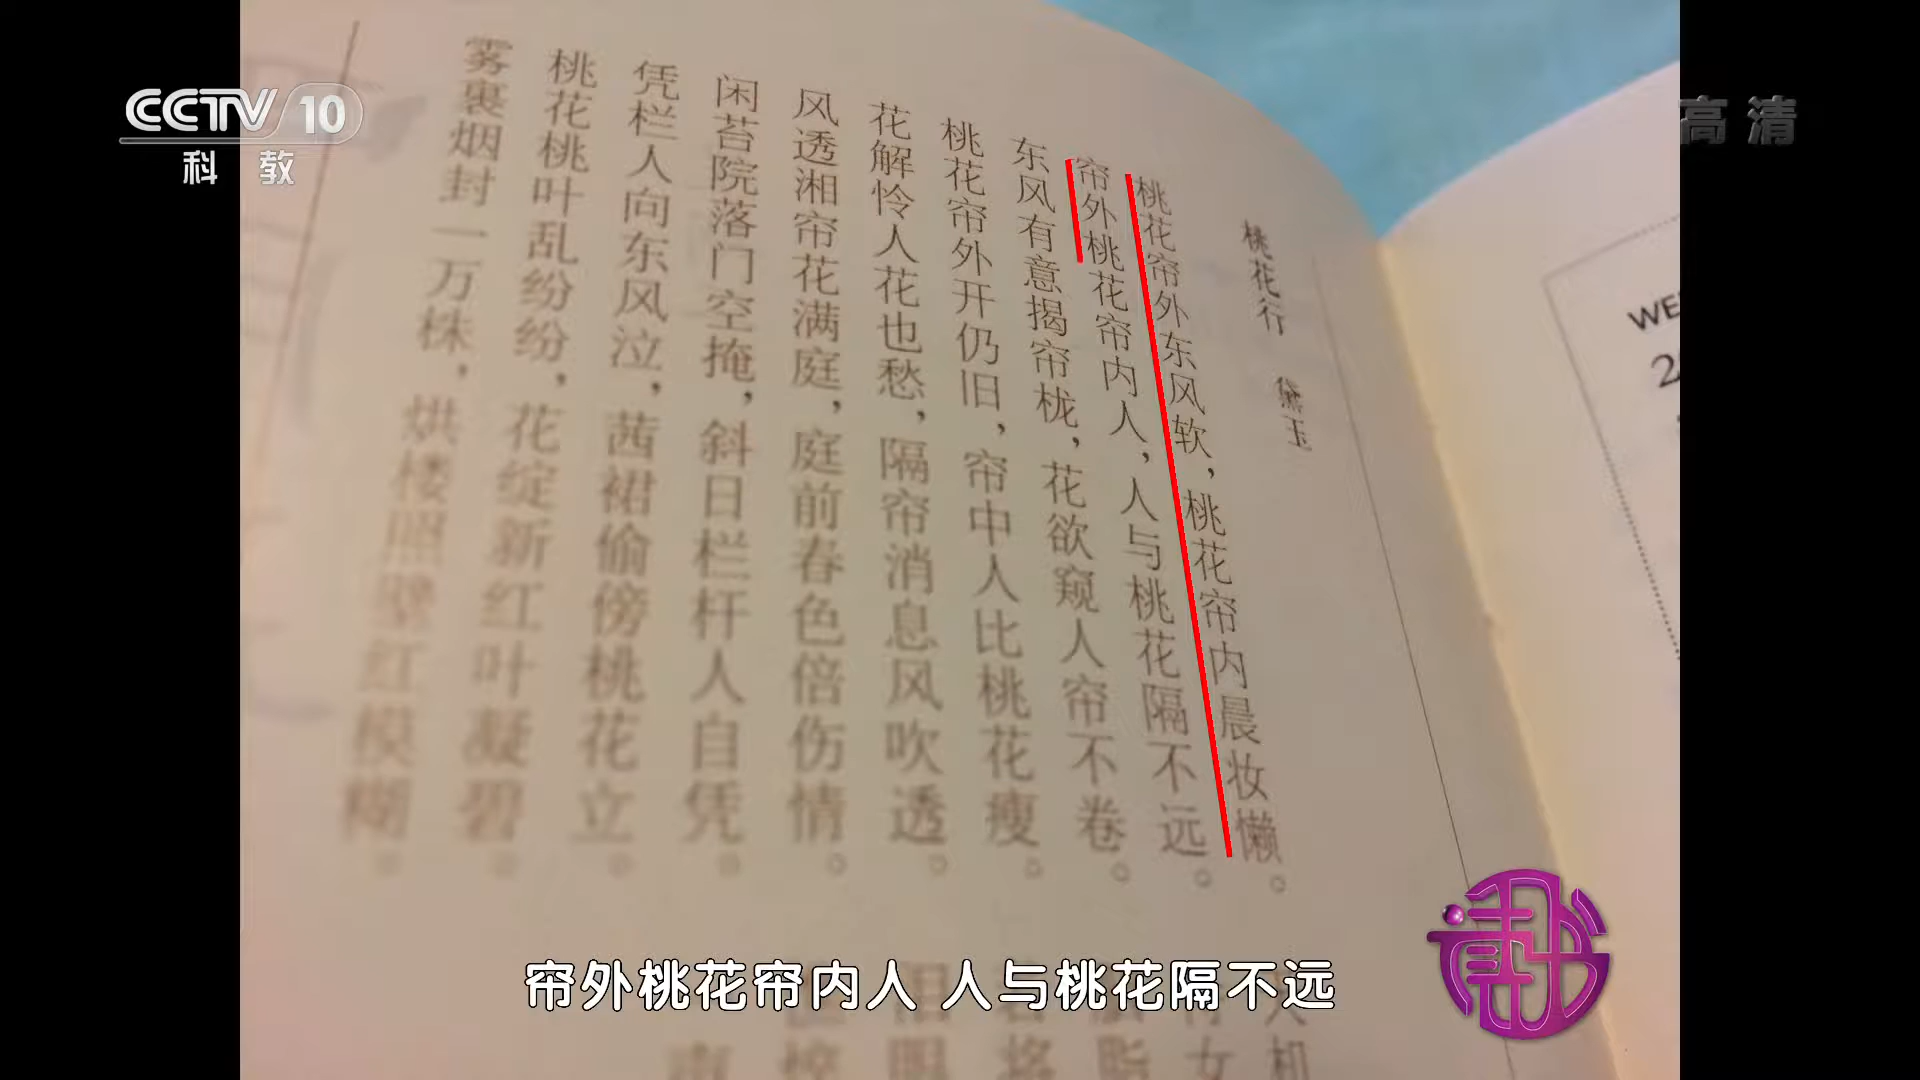 CCTV 10
科 教
高 清
桃花行 黛玉
桃花帘外东风软，桃花帘内晨妆懒。
帘外桃花帘内人，人与桃花隔不远。
东风有意揭帘栊，花欲窥人帘不卷。
桃花帘外开仍旧，帘中人比桃花瘦。
花解怜人花也愁，隔帘消息风吹透。
风透湘帘花满庭，庭前春色倍伤情。
闲苔院落门空掩，斜日栏杆人自凭。
凭栏人向东风泣，茜裙偷傍桃花立。
桃花桃叶乱纷纷，花绽新红叶凝碧。
雾裹烟封一万株，烘楼照壁红模糊。
WE
2
帘外桃花帘内人 人与桃花隔不远